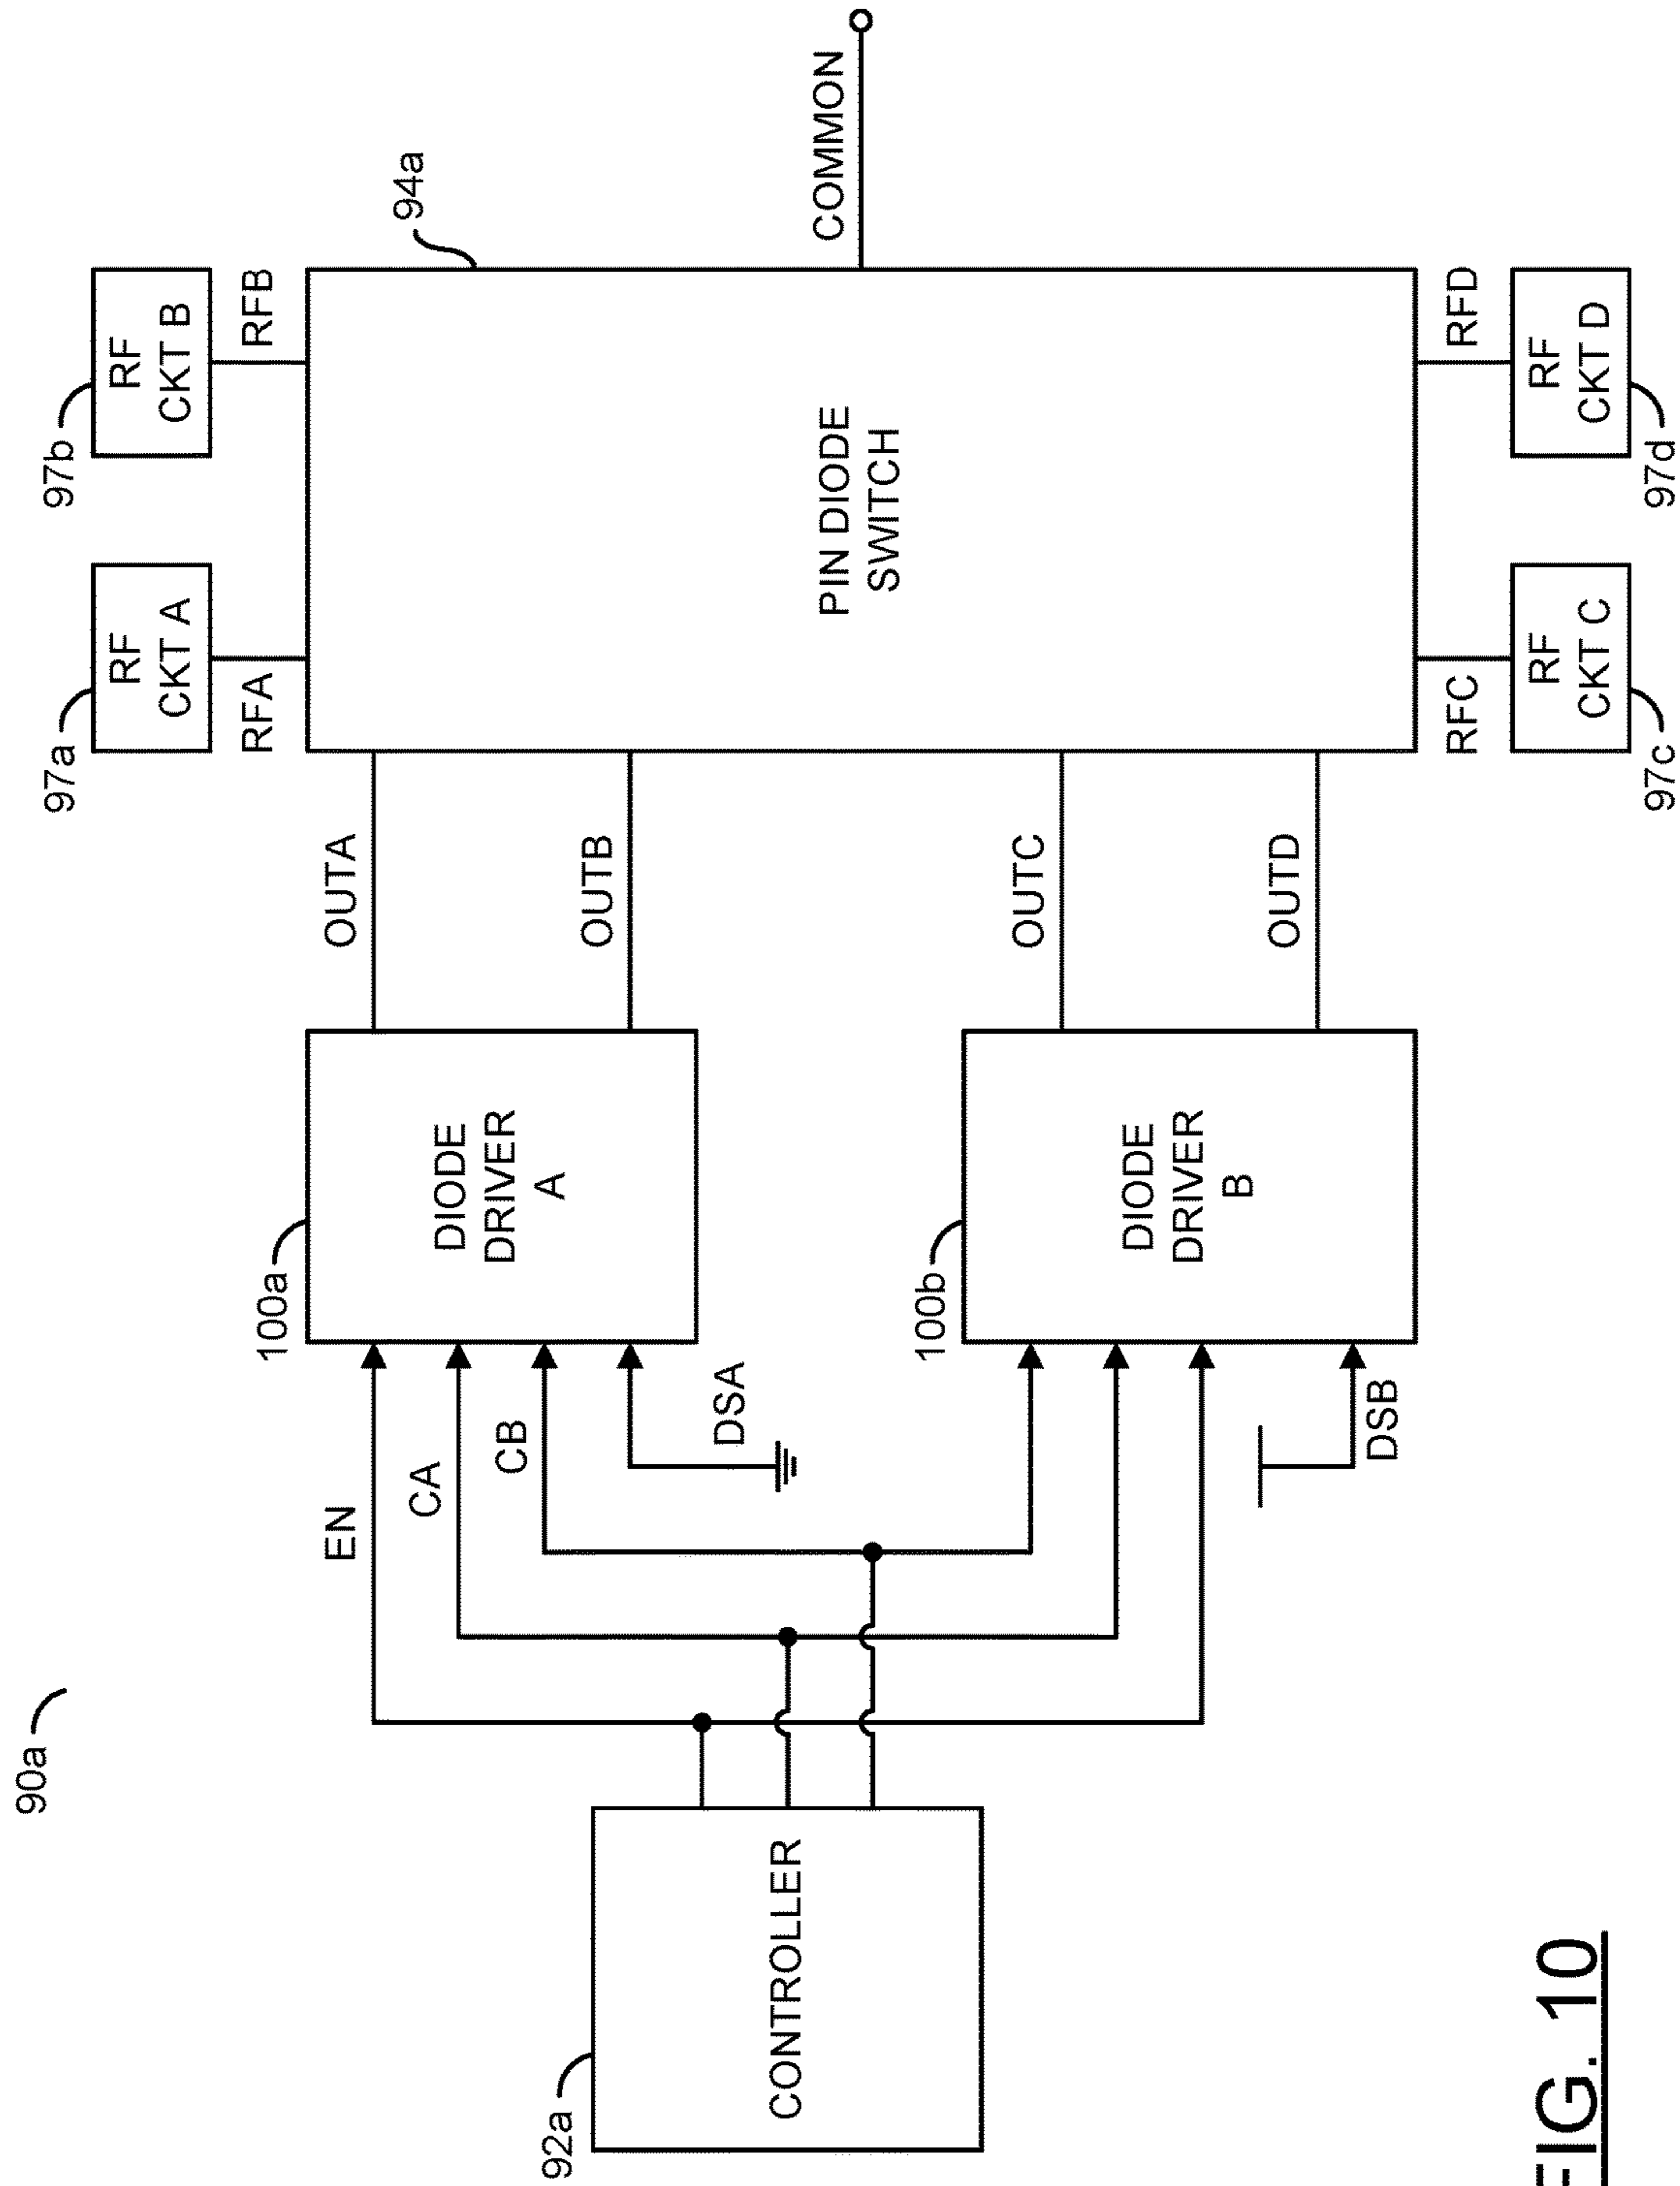 90a
92a
CONTROLLER
EN
CA
CB
DSA
DSB
100a
DIODE
DRIVER
A
100b
DIODE
DRIVER
B
OUTA
OUTB
OUTC
OUTD
97a
RF
CKT A
RFA
97b
RF
CKT B
RFB
94a
PIN DIODE
SWITCH
COMMON
RFC
RF
CKT C
97c
RFD
RF
CKT D
97d
FIG. 10